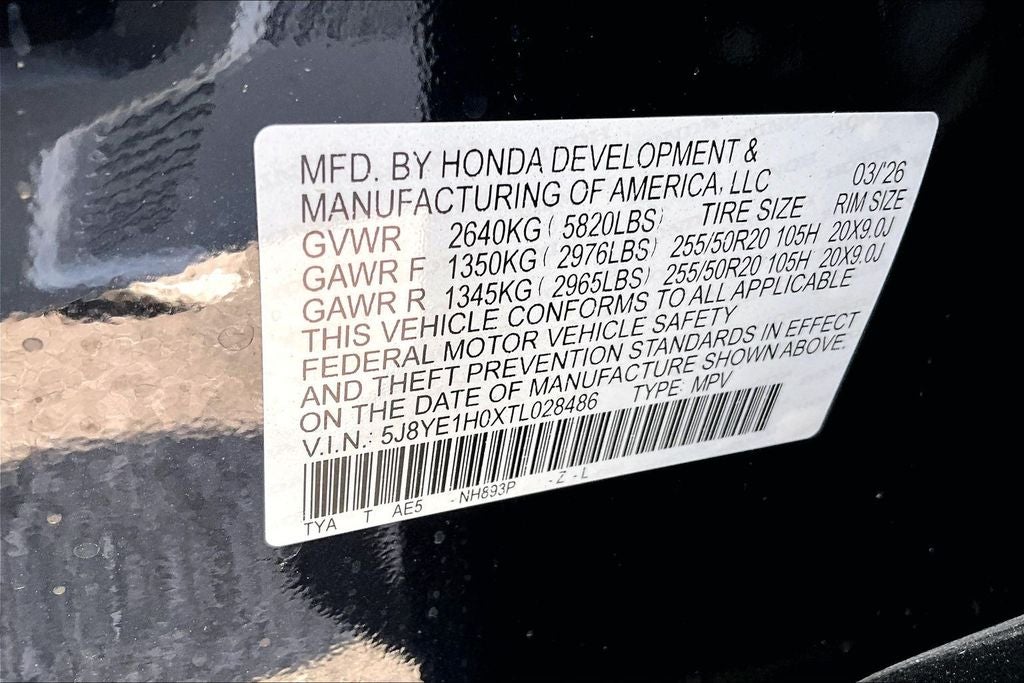 MFD. BY HONDA DEVELOPMENT &
MANUFACTURING OF AMERICA, LLC 03/'26
GVWR 2640KG ( 5820LBS) TIRE SIZE RIM SIZE
GAWR F 1350KG ( 2976LBS) 255/50R20 105H 20X9.0J
GAWR R 1345KG ( 2965LBS) 255/50R20 105H 20X9.0J
THIS VEHICLE CONFORMS TO ALL APPLICABLE
FEDERAL MOTOR VEHICLE SAFETY
AND THEFT PREVENTION STANDARDS IN EFFECT
ON THE DATE OF MANUFACTURE SHOWN ABOVE.
V.I.N.: 5J8YE1H0XTL028486 TYPE: MPV
TYA T AE5 -NH893P -Z-L